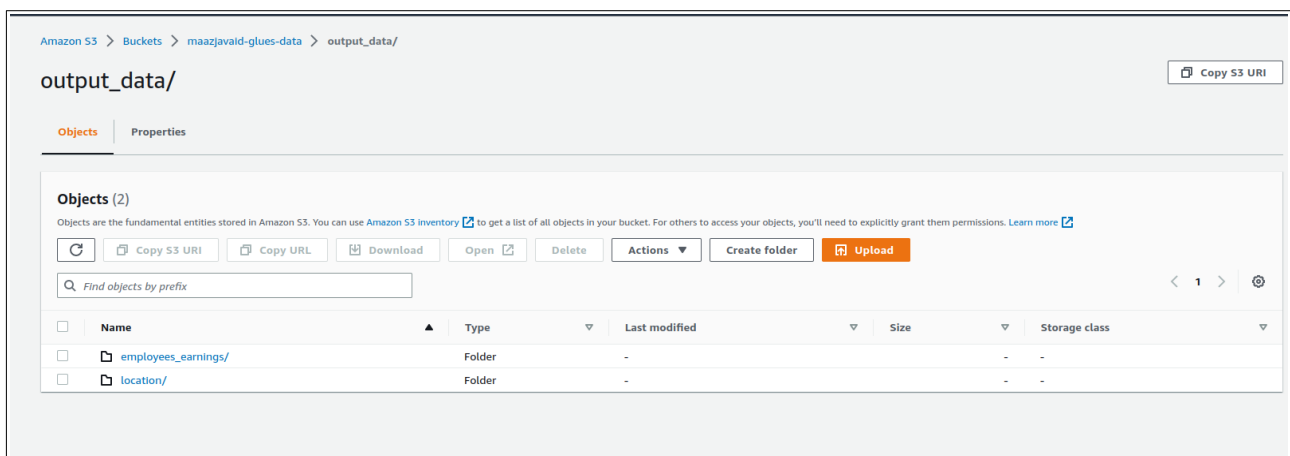 Amazon S3 > Buckets > maazjavaid-glues-data > output_data/
output_data/
Copy S3 URI
Objects Properties
Objects (2)
Objects are the fundamental entities stored in Amazon S3. You can use Amazon S3 inventory to get a list of all objects in your bucket. For others to access your objects, you'll need to explicitly grant them permissions. Learn more
Copy S3 URI Copy URL Download Open Delete Actions Create folder Upload
Find objects by prefix
< 1 >
Name Type Last modified Size Storage class
employees_earnings/ Folder - - -
location/ Folder - - -